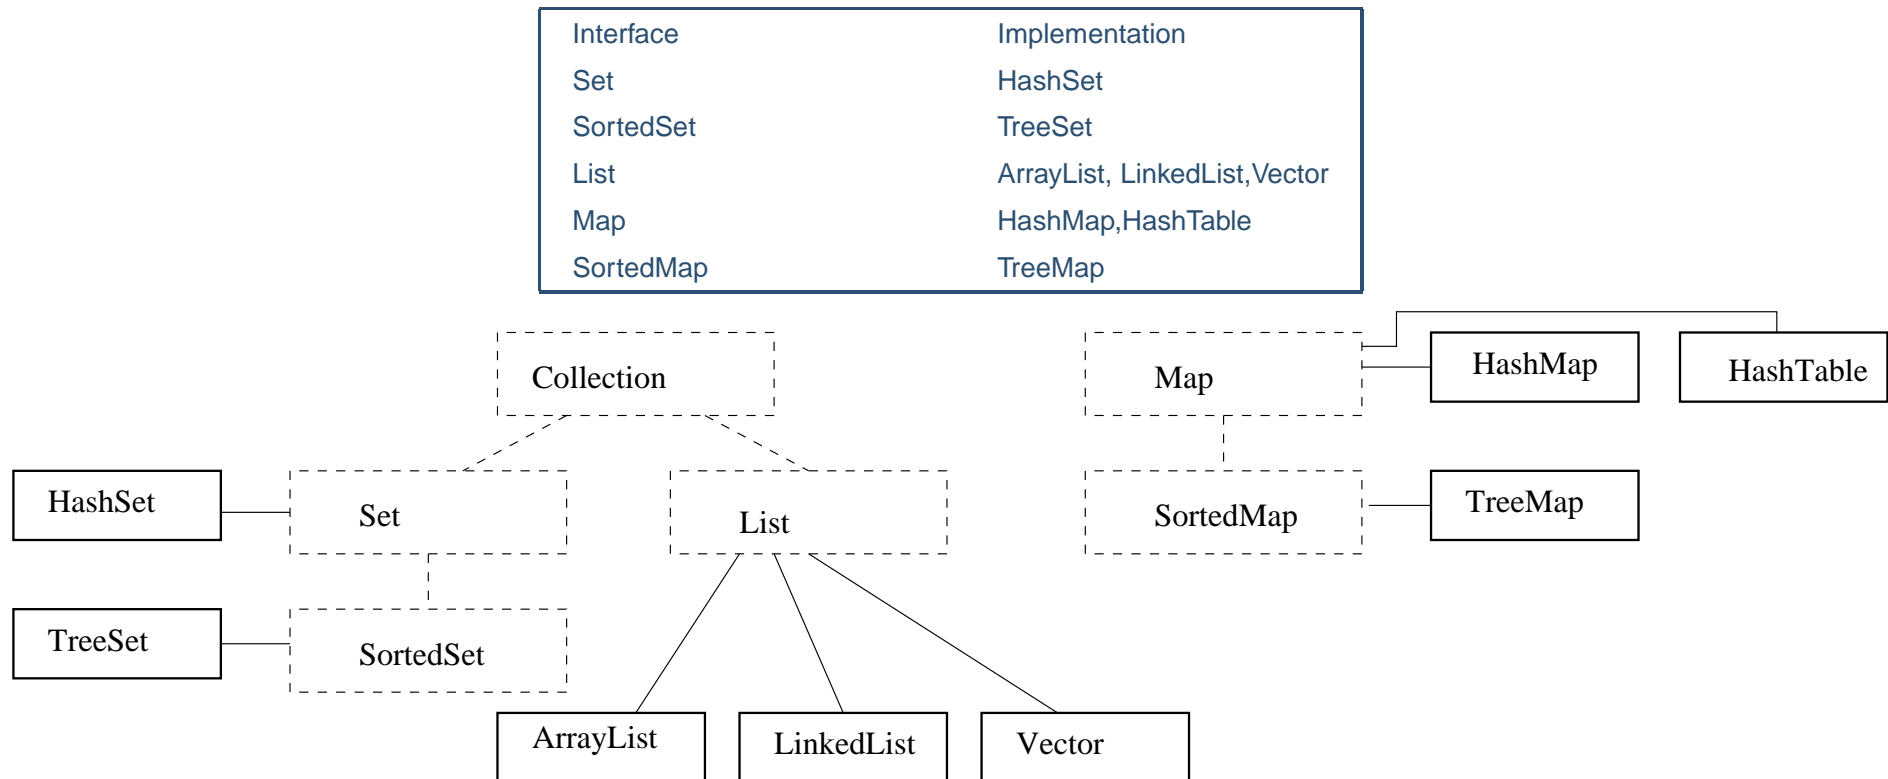 Interface Implementation
Set HashSet
SortedSet TreeSet
List ArrayList, LinkedList,Vector
Map HashMap,HashTable
SortedMap TreeMap
Collection Map HashMap HashTable
HashSet Set List SortedMap TreeMap
TreeSet SortedSet
ArrayList LinkedList Vector